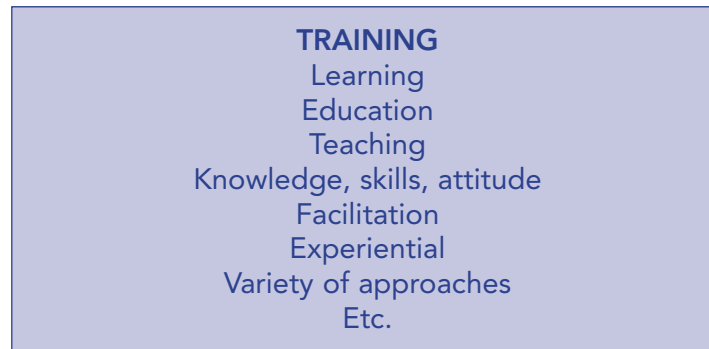 TRAINING
Learning
Education
Teaching
Knowledge, skills, attitude
Facilitation
Experiential
Variety of approaches
Etc.